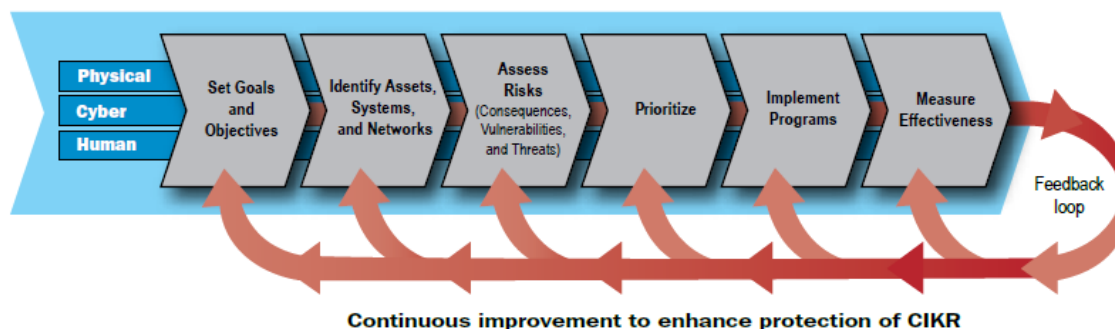 Physical
Cyber
Human
Set Goals
and
Objectives
Identify Assets,
Systems,
and Networks
Assess
Risks
(Consequences,
Vulnerabilities,
and Threats)
Prioritize
Implement
Programs
Measure
Effectiveness
Feedback
loop
Continuous improvement to enhance protection of CIKR